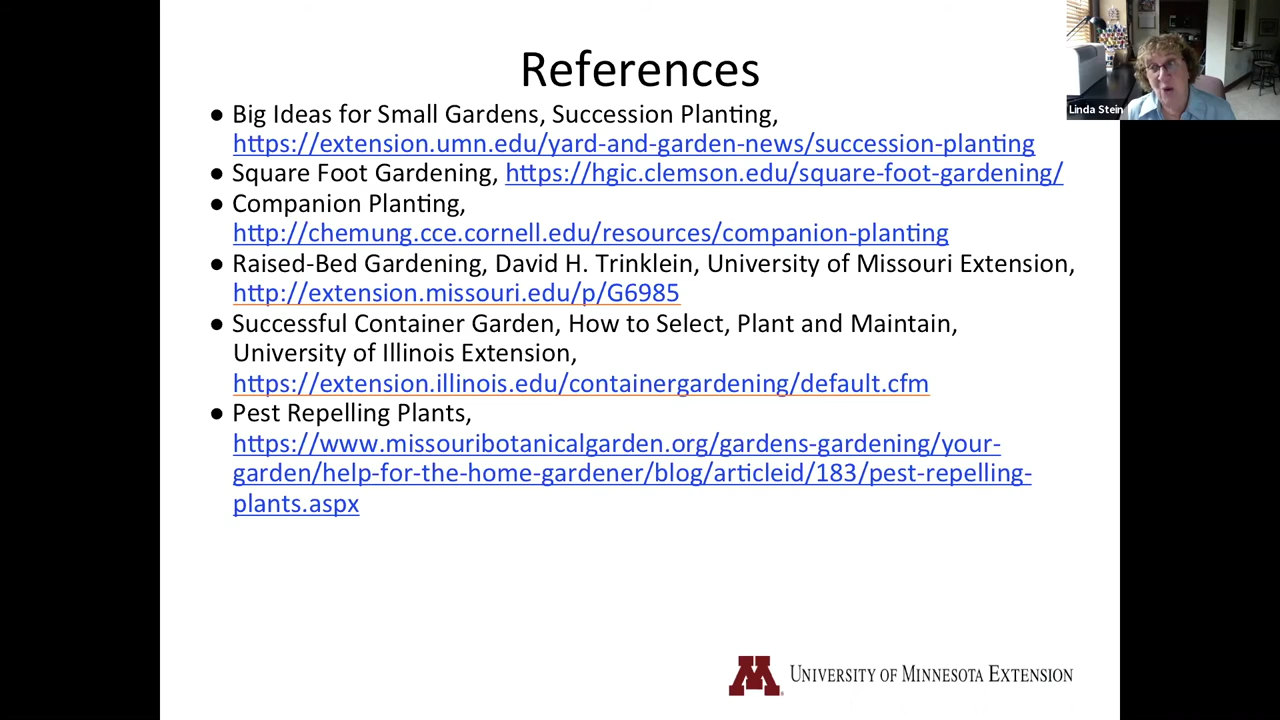 References
● Big Ideas for Small Gardens, Succession Planting,
https://extension.umn.edu/yard-and-garden-news/succession-planting
● Square Foot Gardening, https://hgic.clemson.edu/square-foot-gardening/
● Companion Planting,
http://chemung.cce.cornell.edu/resources/companion-planting
● Raised-Bed Gardening, David H. Trinklein, University of Missouri Extension,
http://extension.missouri.edu/p/G6985
● Successful Container Garden, How to Select, Plant and Maintain,
University of Illinois Extension,
https://extension.illinois.edu/containergardening/default.cfm
● Pest Repelling Plants,
https://www.missouribotanicalgarden.org/gardens-gardening/your-
garden/help-for-the-home-gardener/blog/articleid/183/pest-repelling-
plants.aspx
Linda Stein
M UNIVERSITY OF MINNESOTA EXTENSION